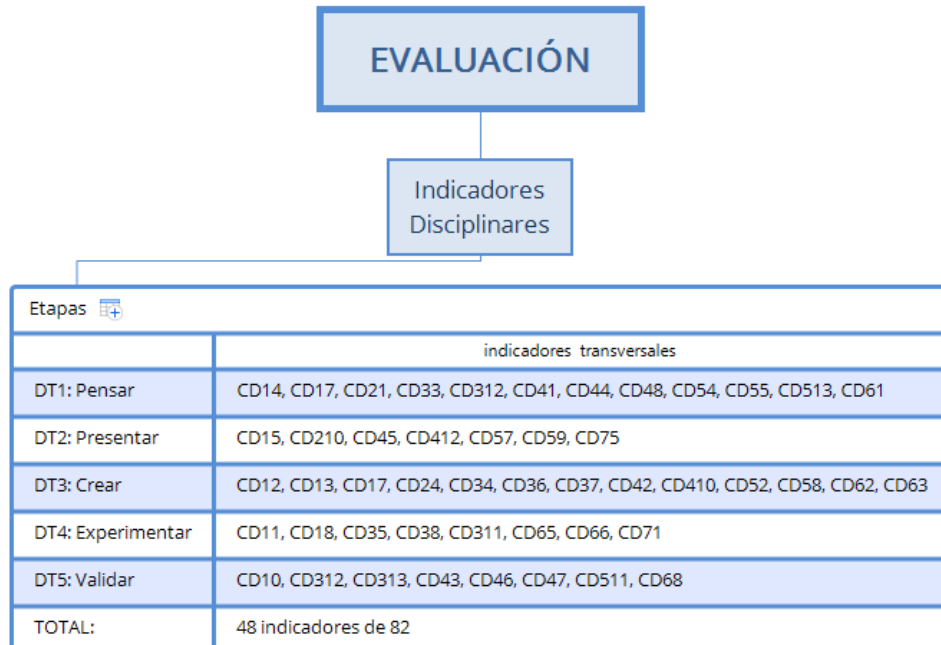 EVALUACIÓN
Indicadores
Disciplinares
Etapas
indicadores transversales
DT1: Pensar CD14, CD17, CD21, CD33, CD312, CD41, CD44, CD48, CD54, CD55, CD513, CD61
DT2: Presentar CD15, CD210, CD45, CD412, CD57, CD59, CD75
DT3: Crear CD12, CD13, CD17, CD24, CD34, CD36, CD37, CD42, CD410, CD52, CD58, CD62, CD63
DT4: Experimentar CD11, CD18, CD35, CD38, CD311, CD65, CD66, CD71
DT5: Validar CD10, CD312, CD313, CD43, CD46, CD47, CD511, CD68
TOTAL: 48 indicadores de 82